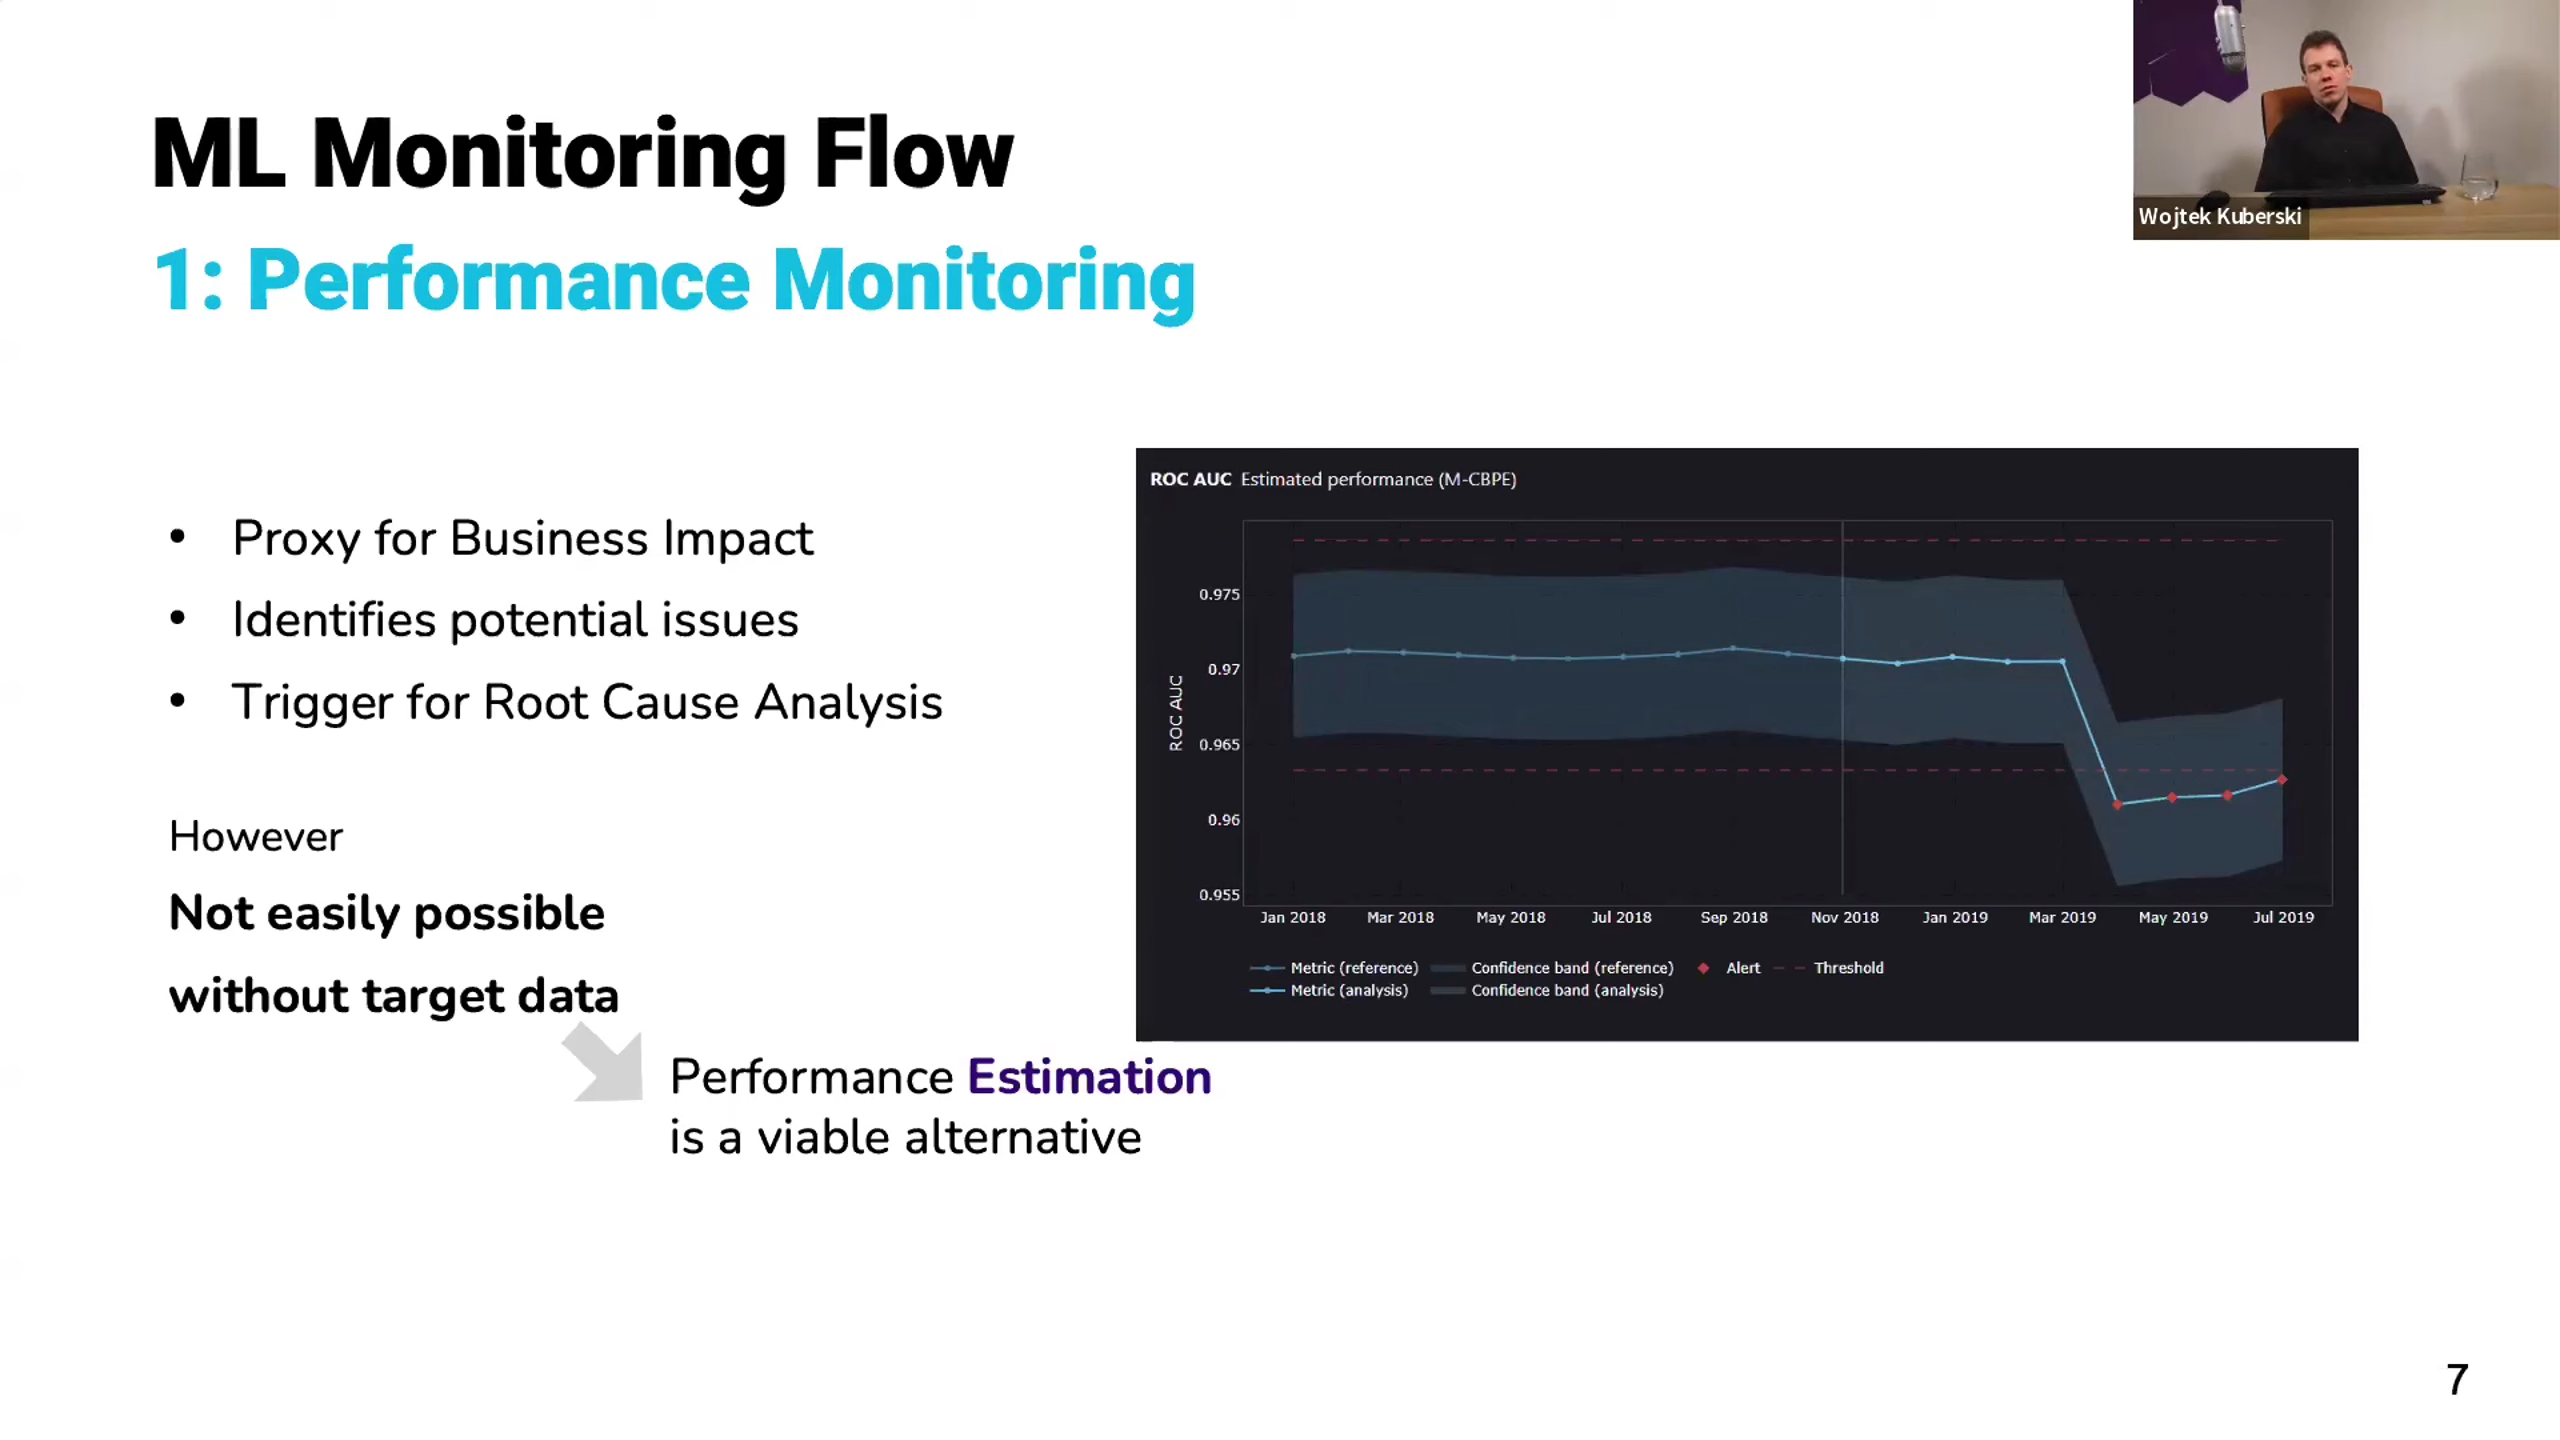 ML Monitoring Flow
1: Performance Monitoring
Wojtek Kuberski
• Proxy for Business Impact
• Identifies potential issues
• Trigger for Root Cause Analysis
However
Not easily possible
without target data
Performance Estimation
is a viable alternative
ROC AUC Estimated performance (M-CBPE)
ROC AUC
0.975
0.97
0.965
0.96
0.955
Jan 2018 Mar 2018 May 2018 Jul 2018 Sep 2018 Nov 2018 Jan 2019 Mar 2019 May 2019 Jul 2019
Metric (reference) Confidence band (reference) Alert Threshold
Metric (analysis) Confidence band (analysis)
7